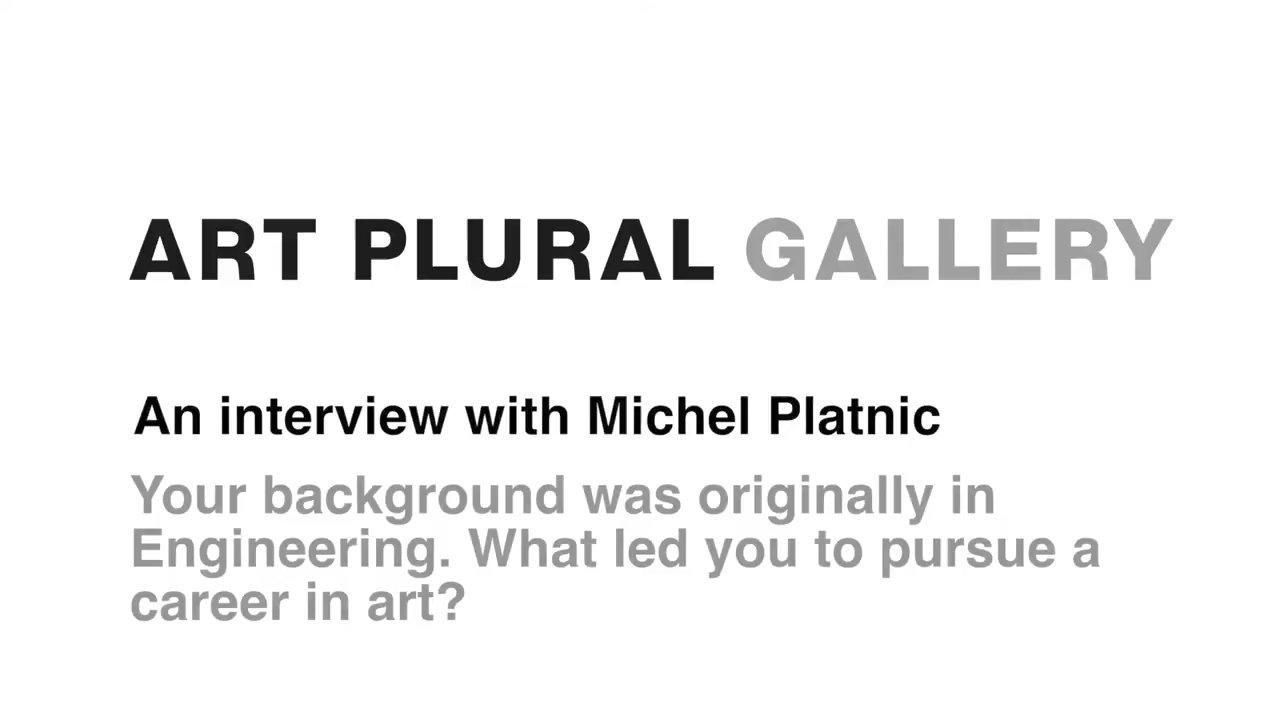 ART PLURAL GALLERY
An interview with Michel Platnic
Your background was originally in
Engineering. What led you to pursue a
career in art?